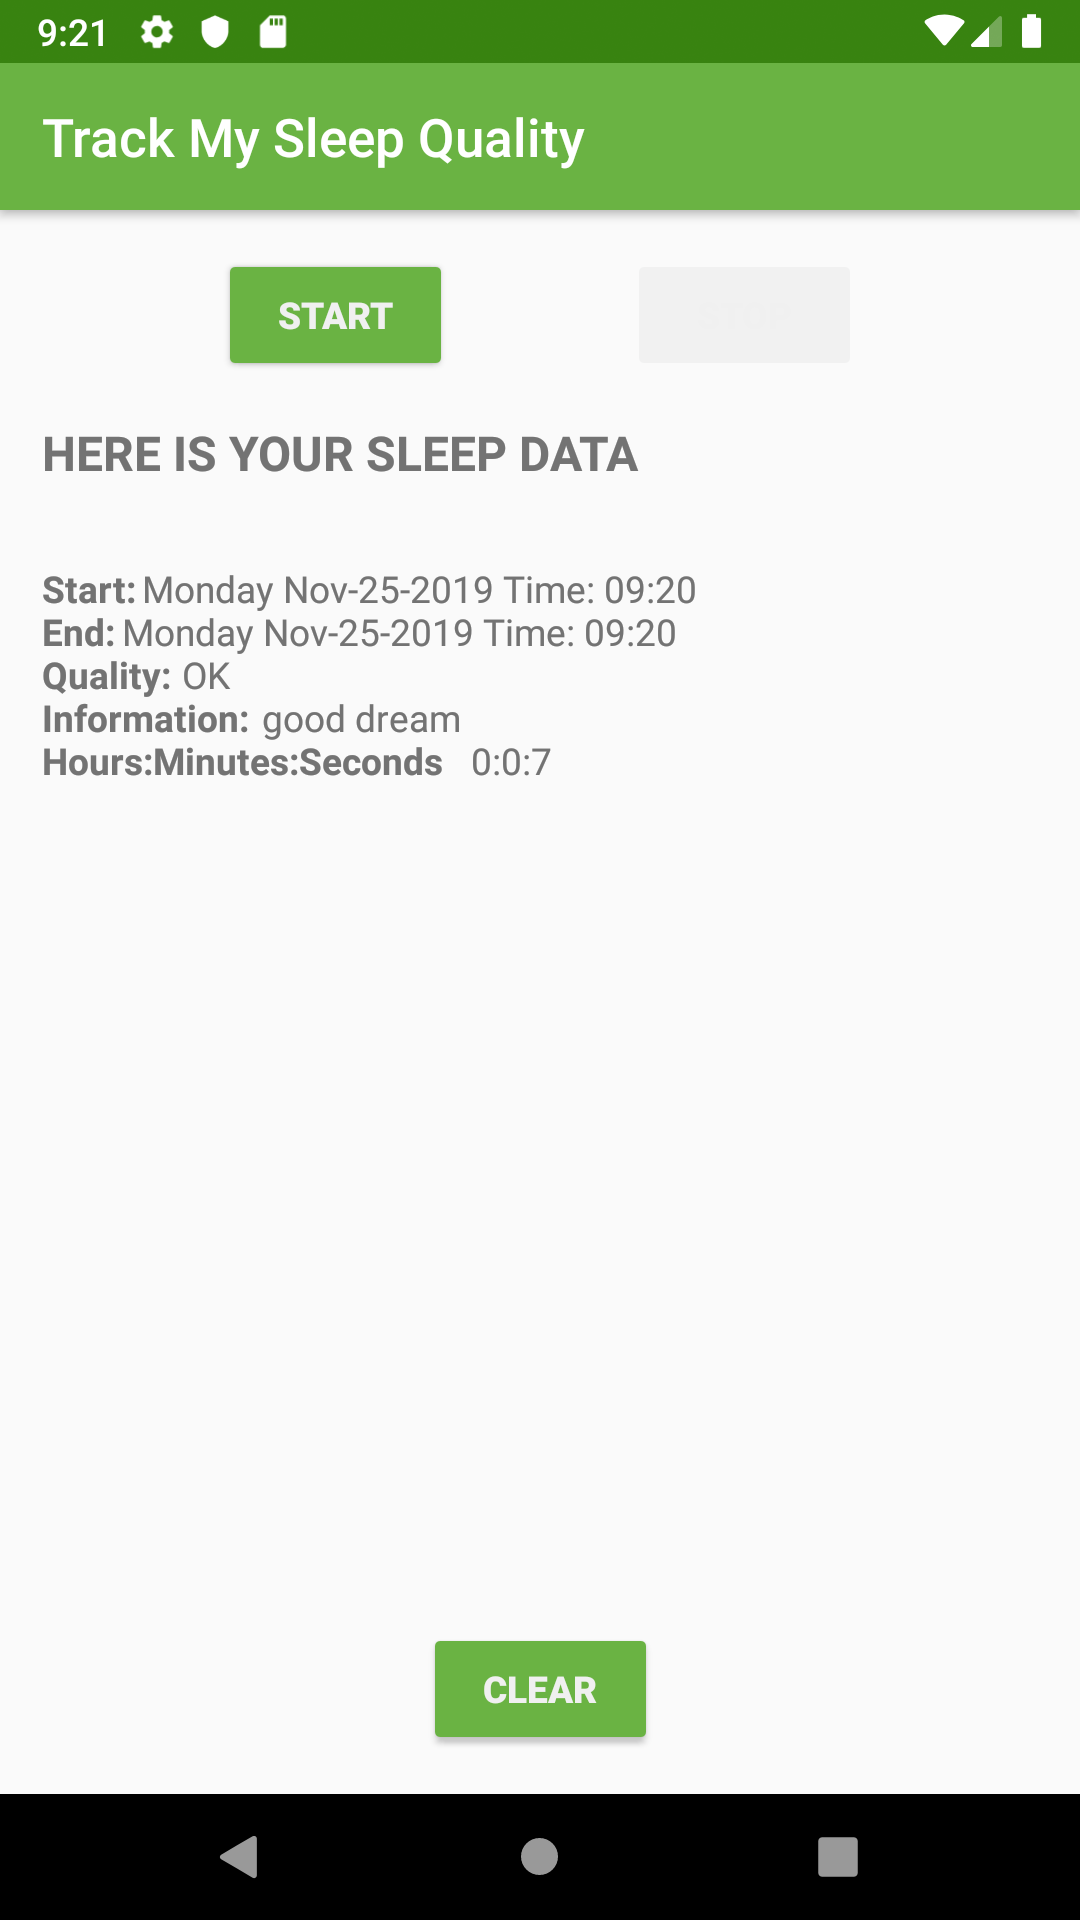 9:21
Track My Sleep Quality
START
HERE IS YOUR SLEEP DATA
Start: Monday Nov-25-2019 Time: 09:20
End: Monday Nov-25-2019 Time: 09:20
Quality: OK
Information: good dream
Hours:Minutes:Seconds 0:0:7
CLEAR